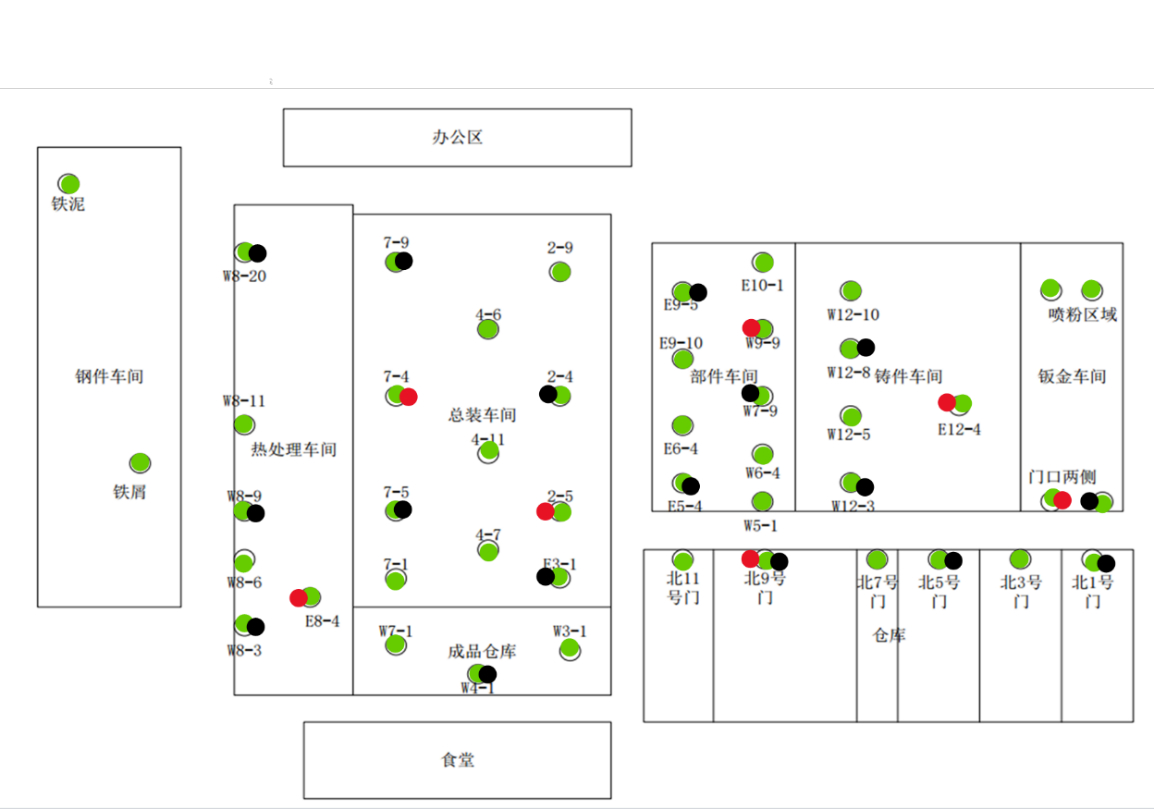 办公区
铁泥
钢件车间
铁屑
W8-20
W8-11
热处理车间
W8-9
W8-6
E8-4
W8-3
7-9
2-9
4-6
7-4
2-4
总装车间
4-11
7-5
2-5
4-7
7-1
E3-1
W7-1
W3-1
成品仓库
W4-1
食堂
E10-1
E9-5
W9-9
E9-10
部件车间
W7-9
E6-4
W6-4
E5-4
W5-1
W12-10
W12-8
铸件车间
W12-5
E12-4
W12-3
喷粉区域
钣金车间
门口两侧
北11
号门
北9号
门
北7号
门
北5号
门
北3号
门
北1号
门
仓库